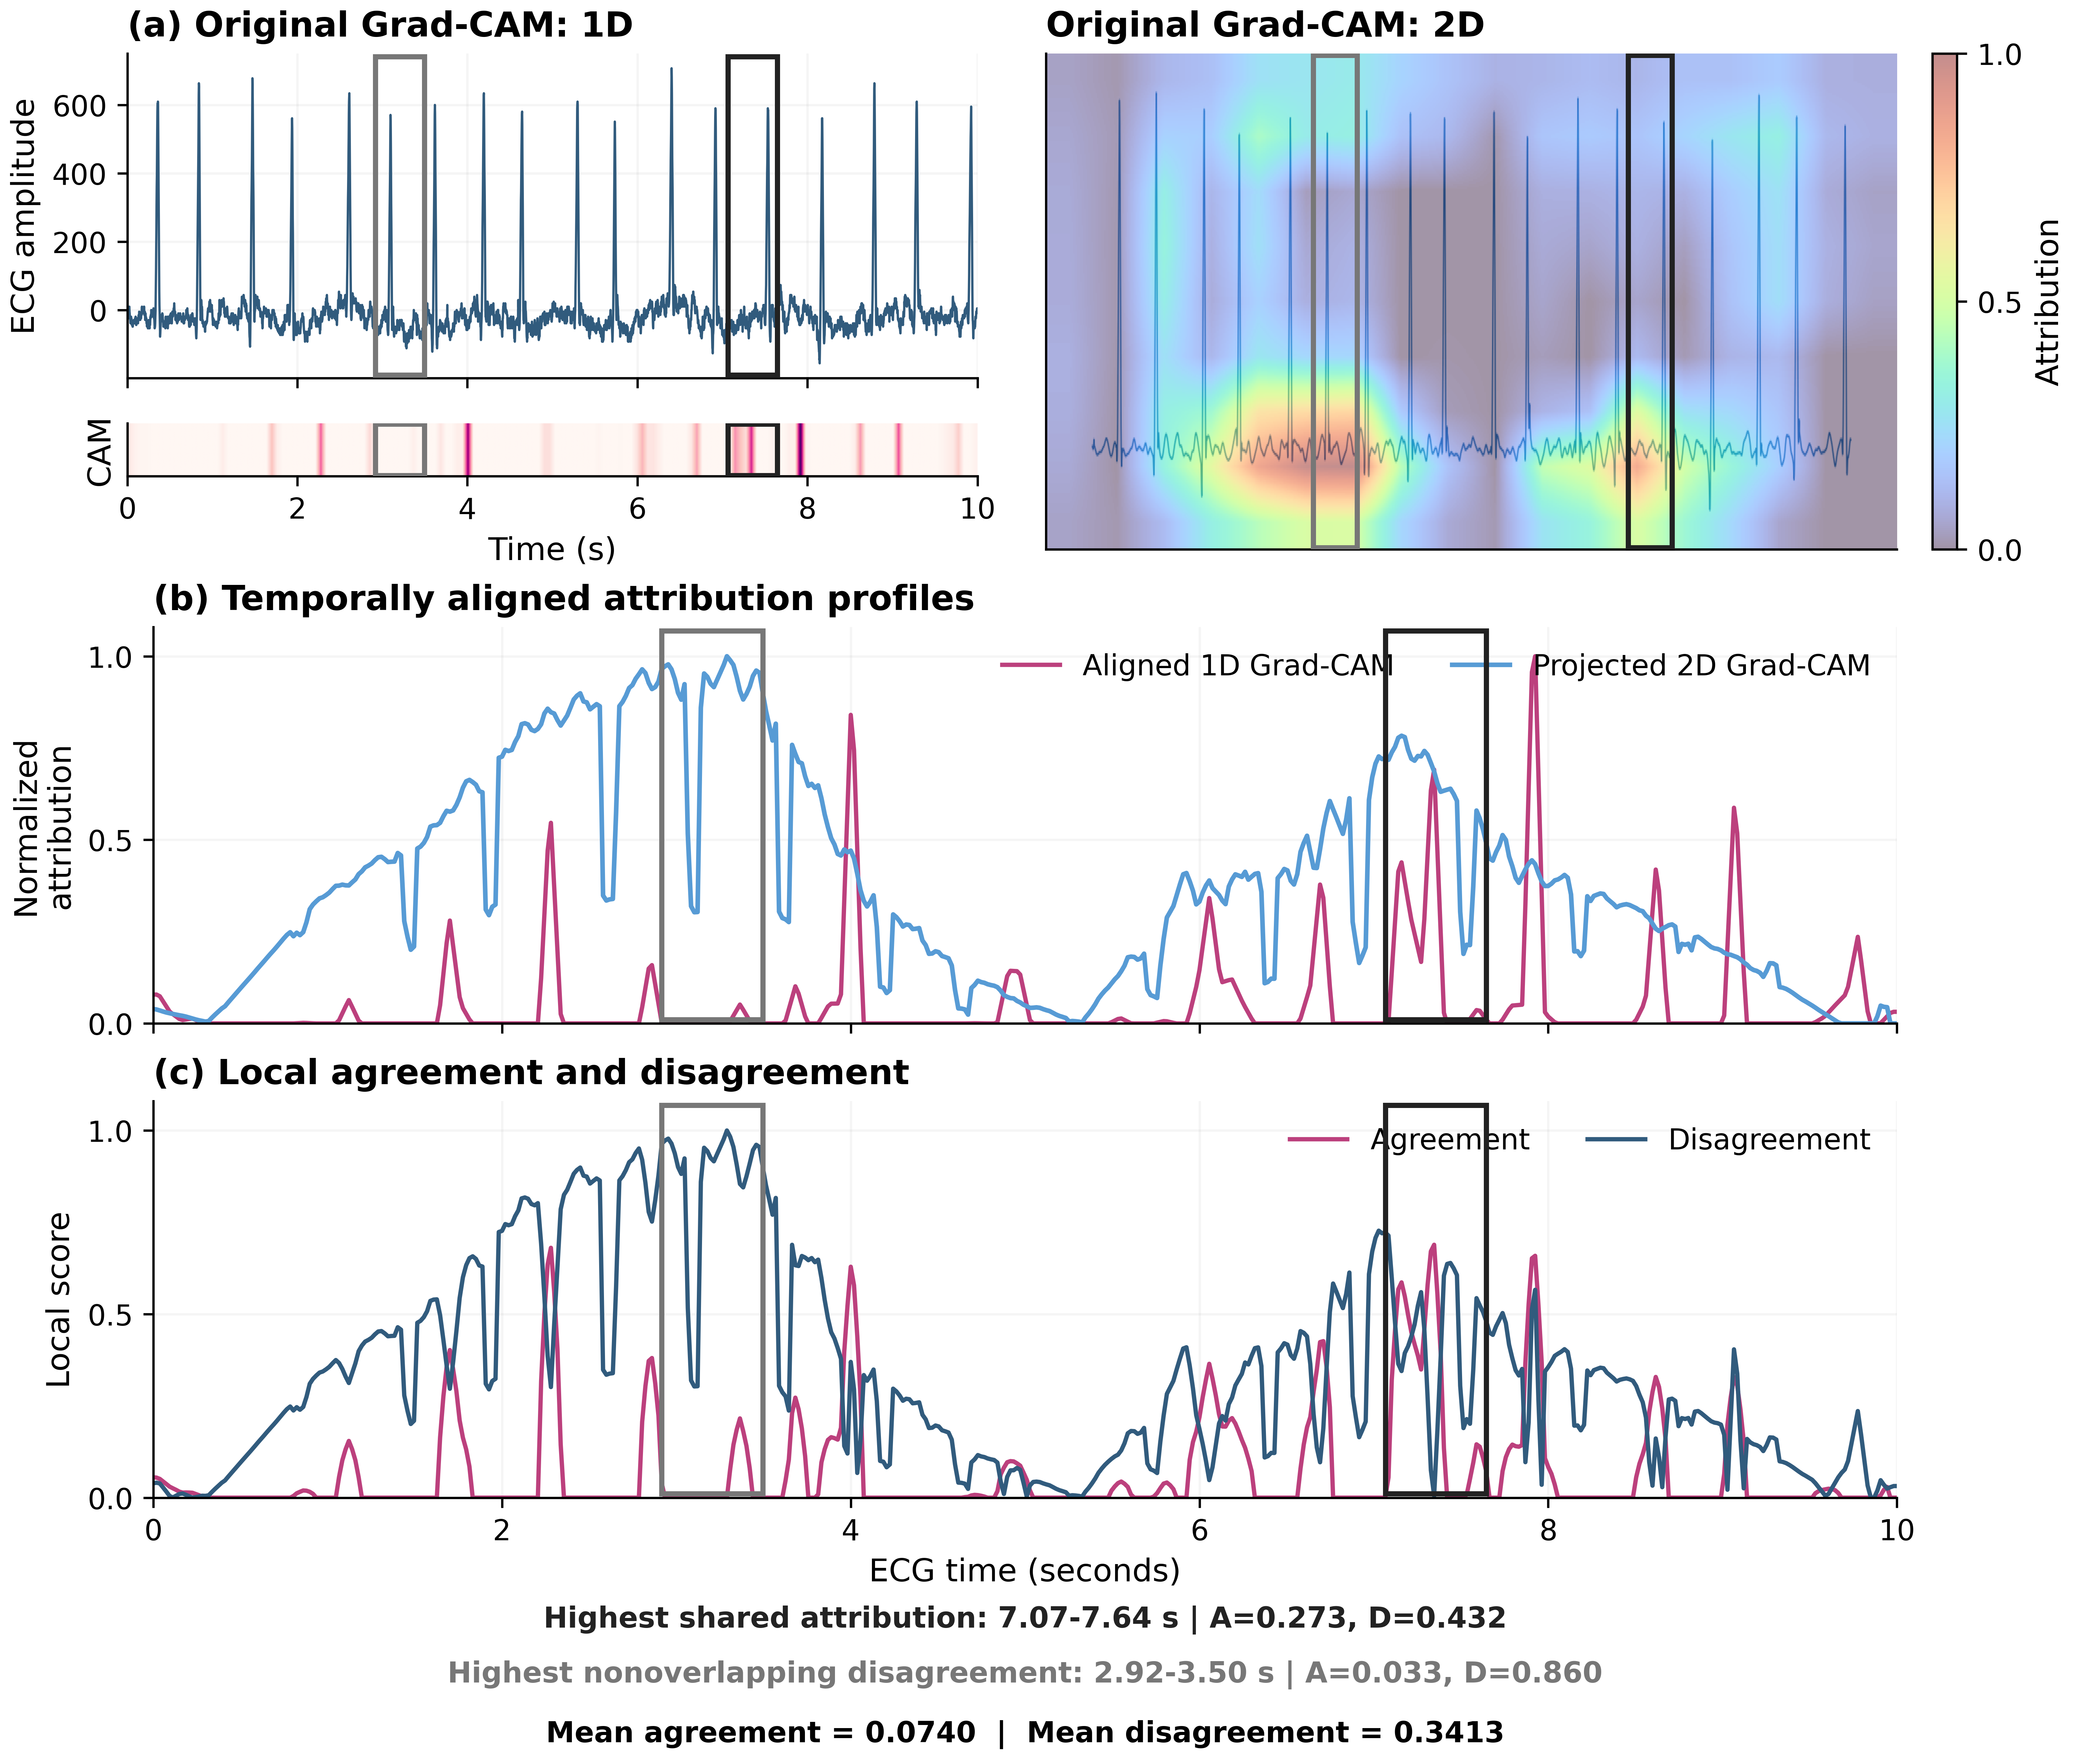 (a) Original Grad-CAM: 1D
Original Grad-CAM: 2D
ECG amplitude
600
400
200
0
CAM
0
2
4
6
8
10
Time (s)
1.0
0.5
0.0
Attribution
(b) Temporally aligned attribution profiles
Normalized
attribution
1.0
0.5
0.0
Aligned 1D Grad-CAM
Projected 2D Grad-CAM
(c) Local agreement and disagreement
Local score
1.0
0.5
0.0
Agreement
Disagreement
0
2
4
6
8
10
ECG time (seconds)
Highest shared attribution: 7.07-7.64 s | A=0.273, D=0.432
Highest nonoverlapping disagreement: 2.92-3.50 s | A=0.033, D=0.860
Mean agreement = 0.0740 | Mean disagreement = 0.3413